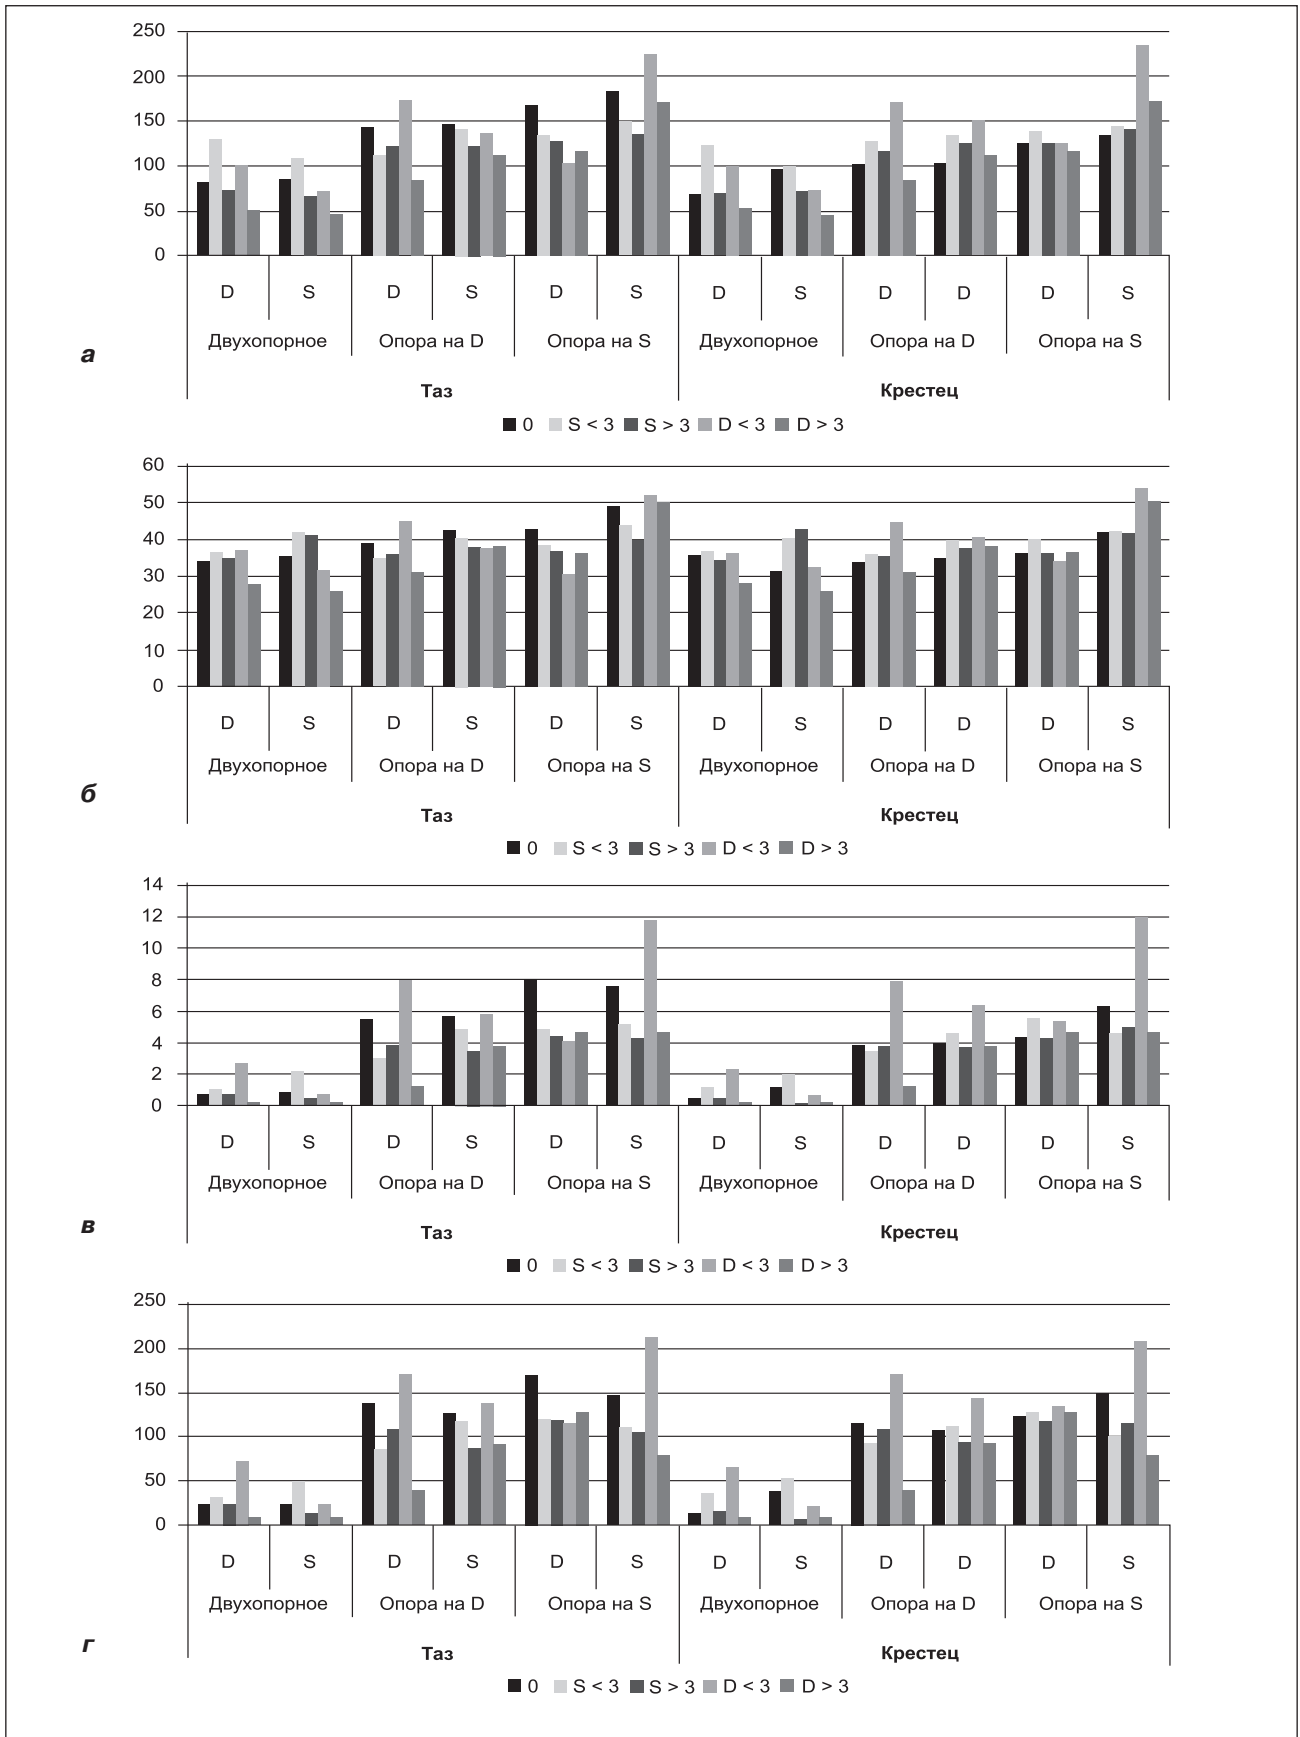 250
200
150
100
50
0
D S D S D S D S D D D S
Двухопорное Опора на D Опора на S Двухопорное Опора на D Опора на S
а
Таз Крестец
0 S < 3 S > 3 D < 3 D > 3
60
50
40
30
20
10
0
D S D S D S D S D D D S
Двухопорное Опора на D Опора на S Двухопорное Опора на D Опора на S
б
Таз Крестец
0 S < 3 S > 3 D < 3 D > 3
14
12
10
8
6
4
2
0
D S D S D S D S D D D S
Двухопорное Опора на D Опора на S Двухопорное Опора на D Опора на S
в
Таз Крестец
0 S < 3 S > 3 D < 3 D > 3
250
200
150
100
50
0
D S D S D S D S D D D S
Двухопорное Опора на D Опора на S Двухопорное Опора на D Опора на S
г
Таз Крестец
0 S < 3 S > 3 D < 3 D > 3